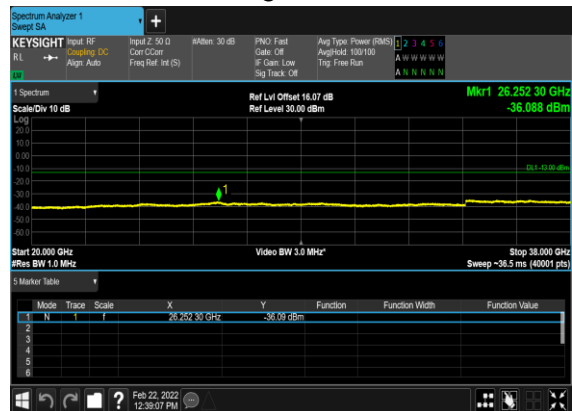 Spectrum Analyzer 1
Swept SA
KEYSIGHT Input: RF Input Z: 50 Ω #Atten: 30 dB PNO: Fast Avg Type: Power (RMS) 1 2 3 4 5 6
RL Coupling: DC Corr CCorr Gate: Off Avg|Hold: 100/100 A W W W W W
Align: Auto Freq Ref: Int (S) IF Gain: Low Trig: Free Run
Sig Track: Off A N N N N N
1 Spectrum Ref Lvl Offset 16.07 dB Mkr1 26.252 30 GHz
Scale/Div 10 dB Ref Level 30.00 dBm -36.088 dBm
Log
20.0
10.0
0.00
-10.0 DL1 -13.00 dBm
-20.0
-30.0 1
-40.0
-50.0
-60.0
Start 20.000 GHz Video BW 3.0 MHz* Stop 38.000 GHz
#Res BW 1.0 MHz Sweep ~36.5 ms (40001 pts)
5 Marker Table
Mode Trace Scale X Y Function Function Width Function Value
1 N 1 f 26.252 30 GHz -36.09 dBm
2
3
4
5
6
? Feb 22, 2022
12:39:07 PM